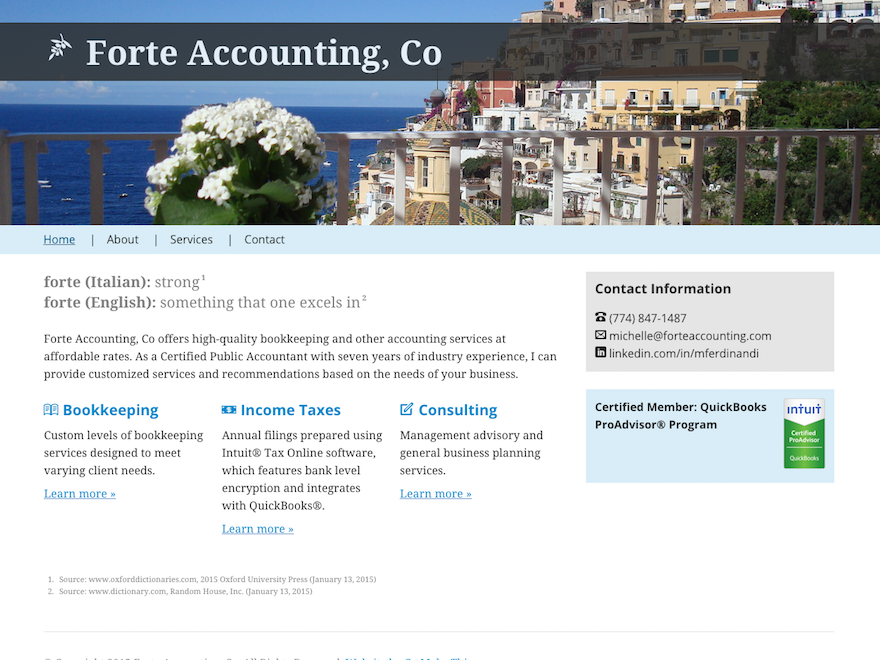 Forte Accounting, Co
Home | About | Services | Contact
forte (Italian): strong¹
forte (English): something that one excels in²
Forte Accounting, Co offers high-quality bookkeeping and other accounting services at
affordable rates. As a Certified Public Accountant with seven years of industry experience, I can
provide customized services and recommendations based on the needs of your business.
Bookkeeping
Custom levels of bookkeeping
services designed to meet
varying client needs.
Learn more »
Income Taxes
Annual filings prepared using
Intuit® Tax Online software,
which features bank level
encryption and integrates
with QuickBooks®.
Learn more »
Consulting
Management advisory and
general business planning
services.
Learn more »
Contact Information
(774) 847-1487
michelle@forteaccounting.com
linkedin.com/in/mferdinandi
Certified Member: QuickBooks
ProAdvisor® Program
intuit
Certified
ProAdvisor
QuickBooks
1. Source: www.oxforddictionaries.com, 2015 Oxford University Press (January 13, 2015)
2. Source: www.dictionary.com, Random House, Inc. (January 13, 2015)